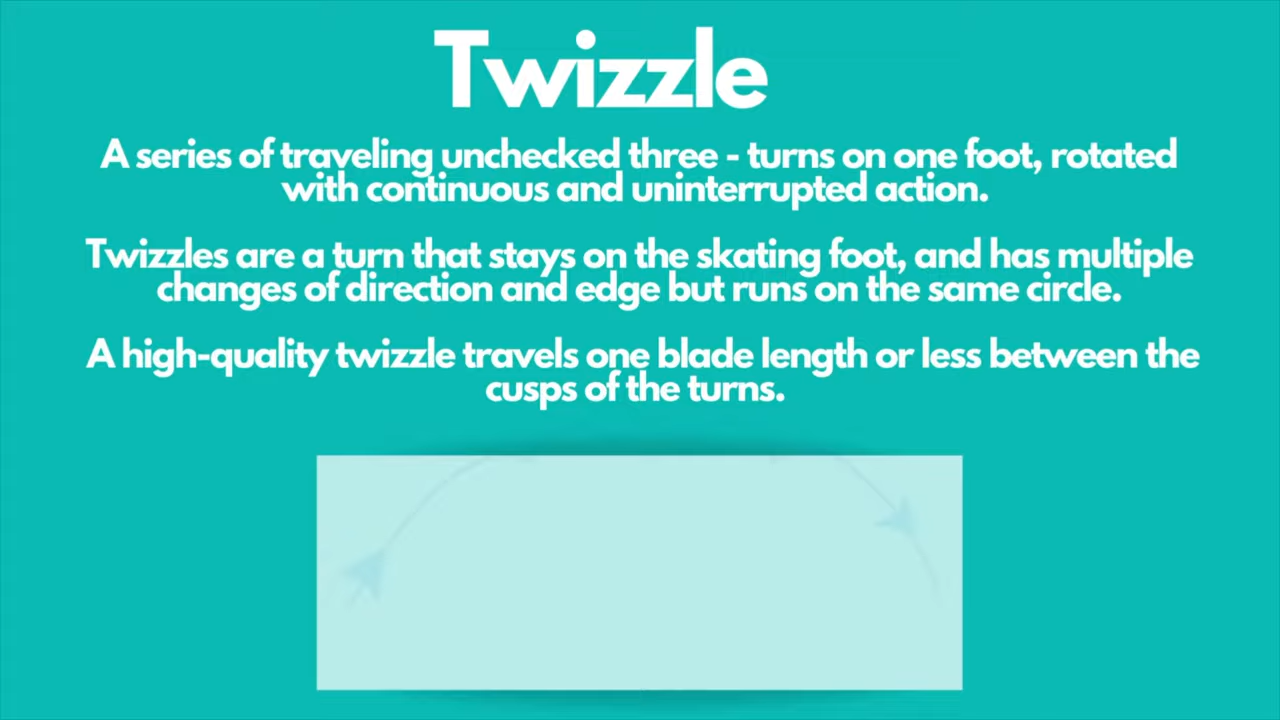 Twizzle
A series of traveling unchecked three - turns on one foot, rotated
with continuous and uninterrupted action.
Twizzles are a turn that stays on the skating foot, and has multiple
changes of direction and edge but runs on the same circle.
A high-quality twizzle travels one blade length or less between the
cusps of the turns.